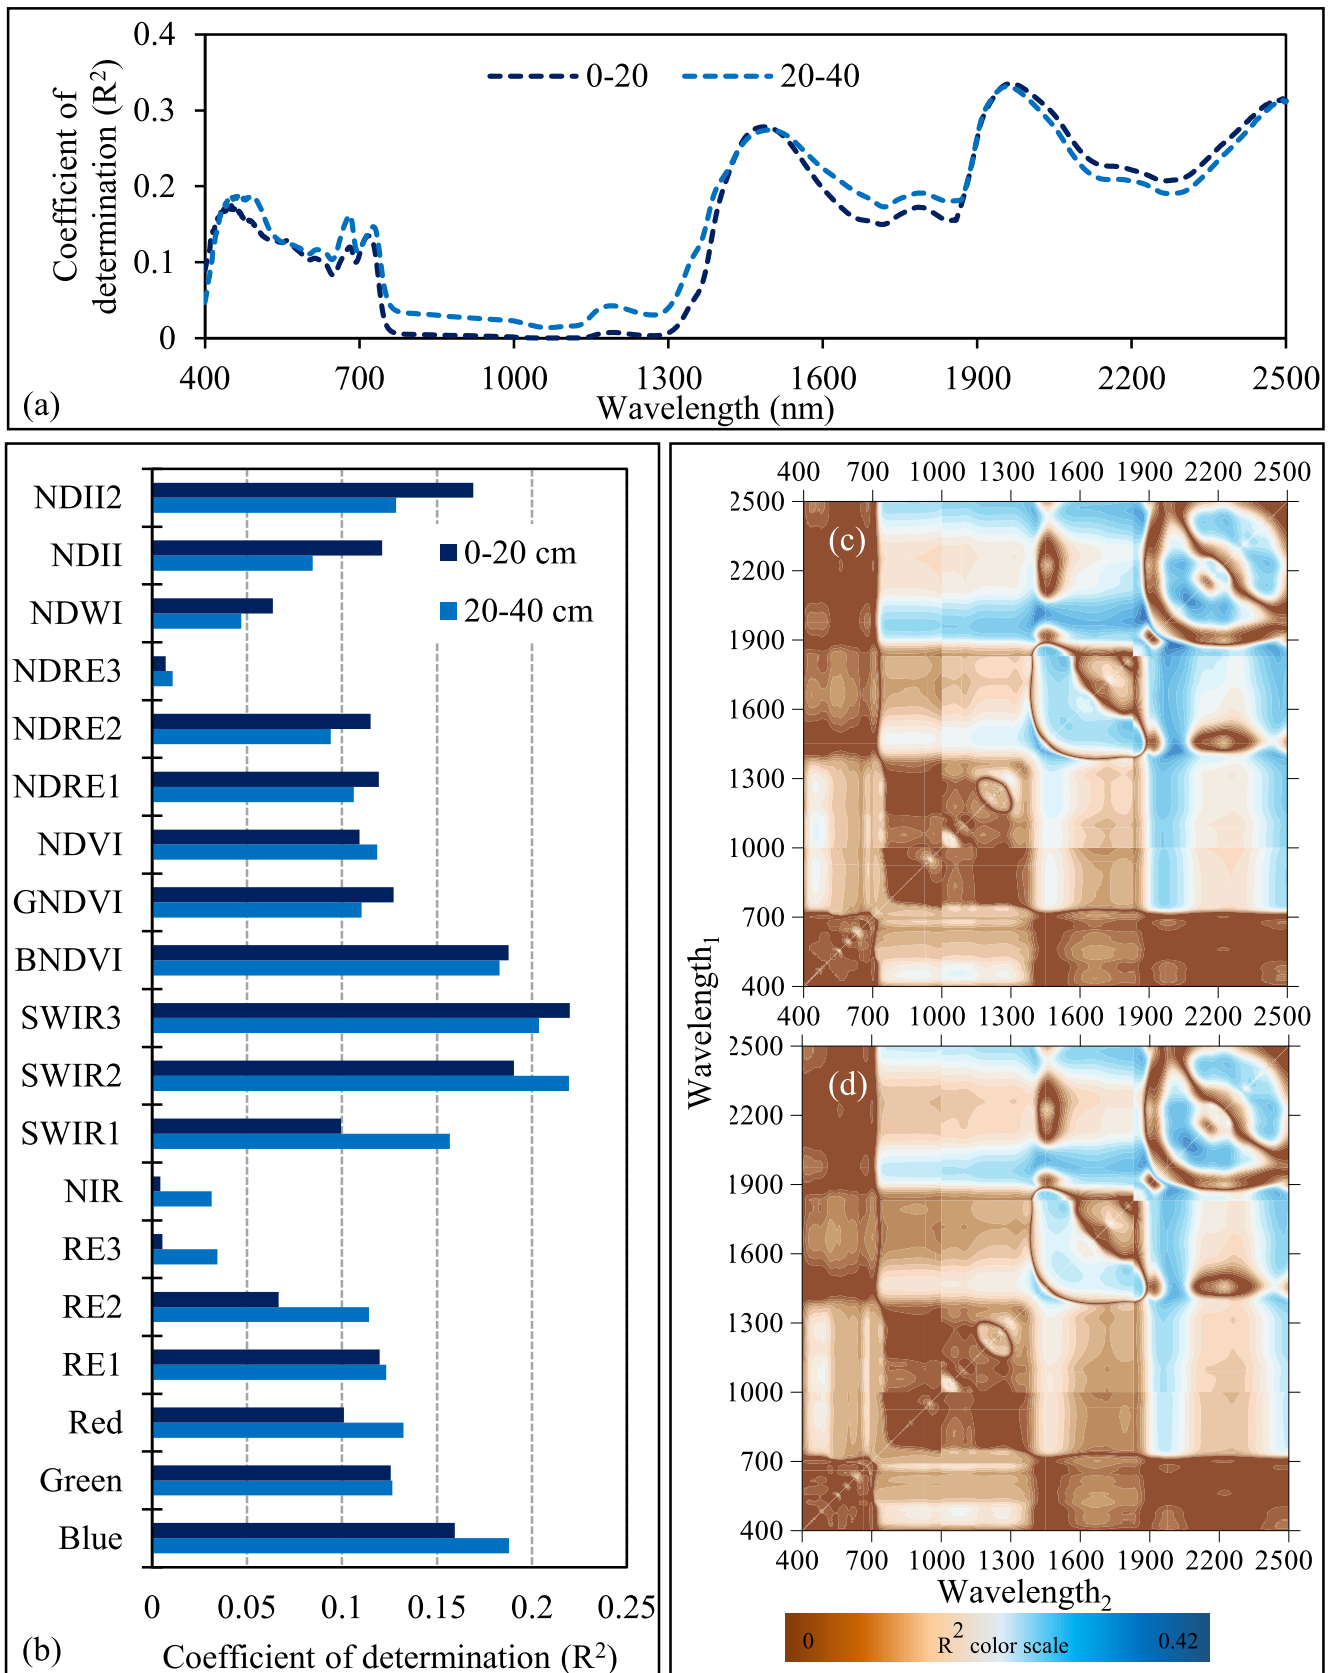 0.4
0.3
0.2
0.1
0
Coefficient of
determination (R²)
0-20 20-40
400 700 1000 1300 1600 1900 2200 2500
Wavelength (nm)
(a)
NDII2
NDII
NDWI
NDRE3
NDRE2
NDRE1
NDVI
GNDVI
BNDVI
SWIR3
SWIR2
SWIR1
NIR
RE3
RE2
RE1
Red
Green
Blue
0-20 cm
20-40 cm
0 0.05 0.1 0.15 0.2 0.25
Coefficient of determination (R²)
(b)
400 700 1000 1300 1600 1900 2200 2500
2500
2200
1900
1600
1300
1000
700
400
(c)
400 700 1000 1300 1600 1900 2200 2500
Wavelength₁
2500
2200
1900
1600
1300
1000
700
400
(d)
400 700 1000 1300 1600 1900 2200 2500
Wavelength₂
0 R² color scale 0.42